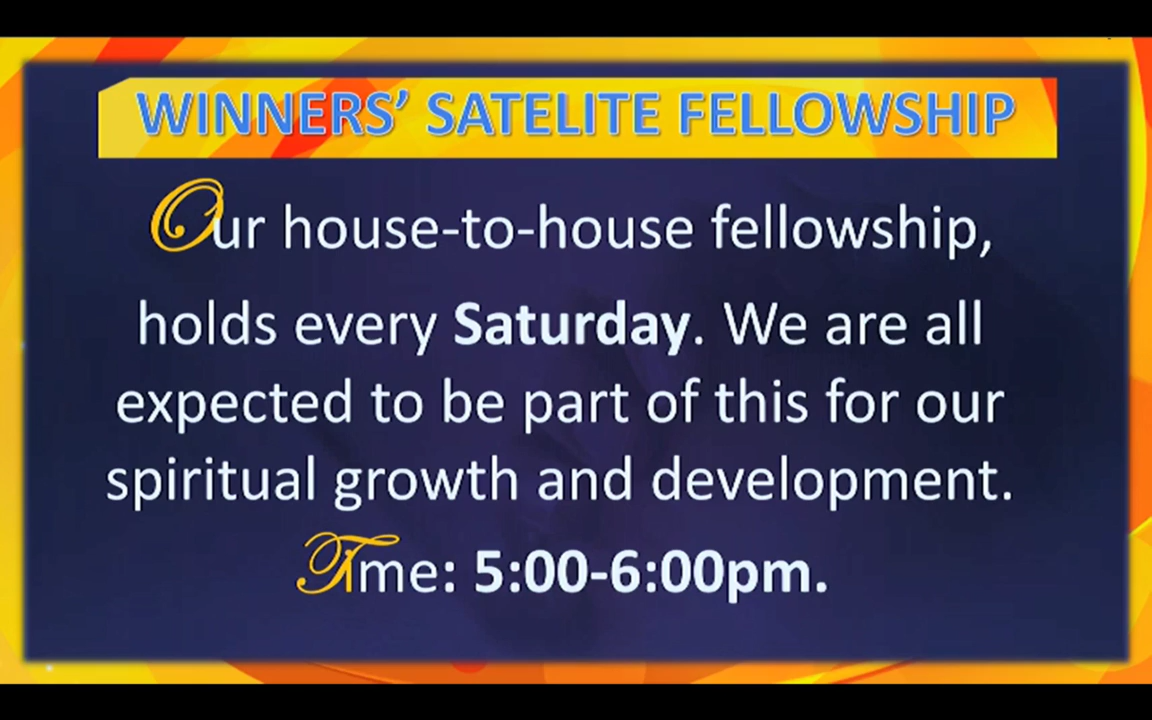 WINNERS' SATELITE FELLOWSHIP
Our house-to-house fellowship,
holds every Saturday. We are all
expected to be part of this for our
spiritual growth and development.
Time: 5:00-6:00pm.